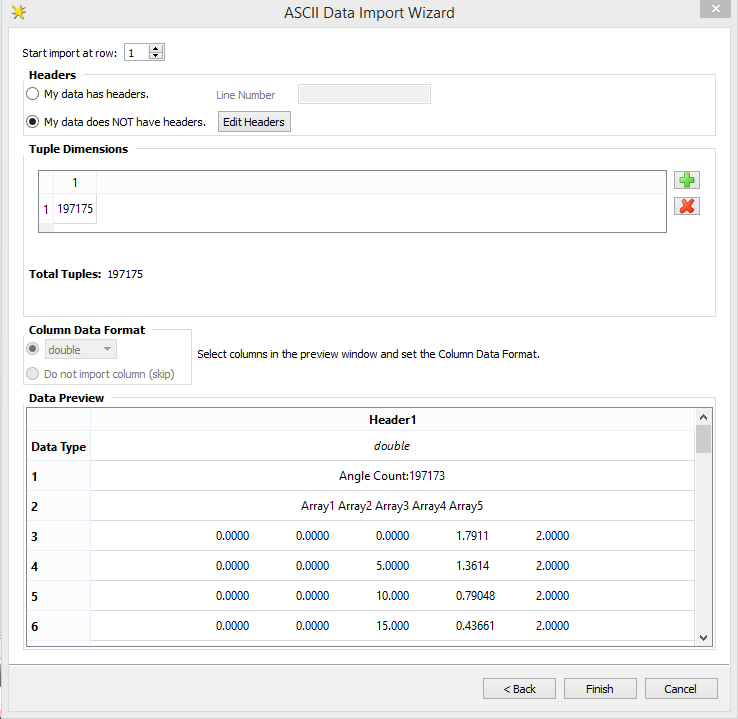 ASCII Data Import Wizard
Start import at row: 1
Headers
My data has headers. Line Number
My data does NOT have headers. Edit Headers
Tuple Dimensions
1
1 197175
Total Tuples: 197175
Column Data Format
double
Select columns in the preview window and set the Column Data Format.
Do not import column (skip)
Data Preview
Header1
Data Type double
1 Angle Count:197173
2 Array1 Array2 Array3 Array4 Array5
3 0.0000 0.0000 0.0000 1.7911 2.0000
4 0.0000 0.0000 5.0000 1.3614 2.0000
5 0.0000 0.0000 10.000 0.79048 2.0000
6 0.0000 0.0000 15.000 0.43661 2.0000
< Back Finish Cancel